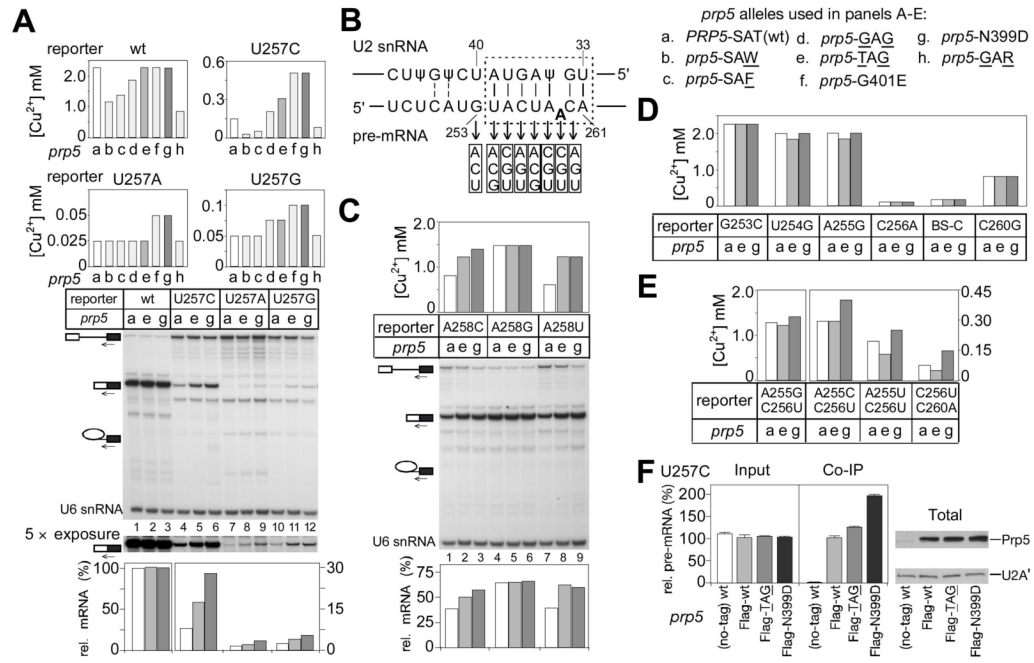 A
reporter wt U257C
[Cu²⁺] mM
2.0
1.5
1.0
0.5
0
0.6
0.3
0
prp5 a b c d e f g h a b c d e f g h
reporter U257A U257G
[Cu²⁺] mM
0.05
0.025
0
0.1
0.05
0
prp5 a b c d e f g h a b c d e f g h
reporter wt U257C U257A U257G
prp5 a e g a e g a e g a e g
U6 snRNA
1 2 3 4 5 6 7 8 9 10 11 12
5 × exposure
rel. mRNA (%)
100
50
0
30
15
0
B
U2 snRNA 40 33
CUψψCU AUGAψGU 5'
5' UCUCAUG UACUA A CA
pre-mRNA 253 261
A A C A A C C A
C C G G C G G G
U G U U G U U U
prp5 alleles used in panels A-E:
a. PRP5-SAT(wt) d. prp5-GAG g. prp5-N399D
b. prp5-SAW e. prp5-TAG h. prp5-GAR
c. prp5-SAF f. prp5-G401E
C
[Cu²⁺] mM
2.0
1.0
0
reporter A258C A258G A258U
prp5 a e g a e g a e g
U6 snRNA
1 2 3 4 5 6 7 8 9
rel. mRNA (%)
75
50
25
0
D
[Cu²⁺] mM
2.0
1.0
0
reporter G253C U254G A255G C256A BS-C C260G
prp5 a e g a e g a e g a e g a e g a e g
E
[Cu²⁺] mM
2.0
1.0
0
0.45
0.30
0.15
0
reporter A255G C256U A255C C256U A255U C256U C256U C260A
prp5 a e g a e g a e g a e g
F
U257C Input Co-IP
rel. pre-mRNA (%)
200
150
100
50
0
Total
Prp5
U2A'
prp5 (no-tag) wt Flag-wt Flag-TAG Flag-N399D (no-tag) wt Flag-wt Flag-TAG Flag-N399D (no-tag) wt Flag-wt Flag-TAG Flag-N399D